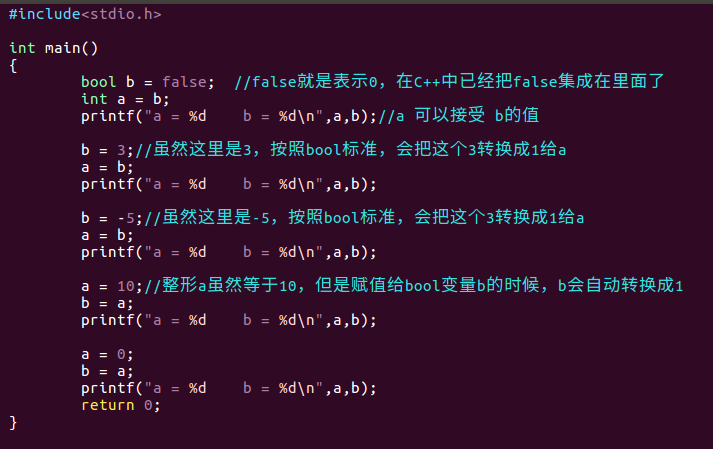 #include<stdio.h>
int main()
{
bool b = false;  //false就是表示0，在C++中已经把false集成在里面了
int a = b;
printf("a = %d    b = %d\n",a,b);//a 可以接受 b的值
b = 3;//虽然这里是3，按照bool标准，会把这个3转换成1给a
a = b;
printf("a = %d    b = %d\n",a,b);
b = -5;//虽然这里是-5，按照bool标准，会把这个3转换成1给a
a = b;
printf("a = %d    b = %d\n",a,b);
a = 10;//整形a虽然等于10，但是赋值给bool变量b的时候，b会自动转换成1
b = a;
printf("a = %d    b = %d\n",a,b);
a = 0;
b = a;
printf("a = %d    b = %d\n",a,b);
return 0;
}